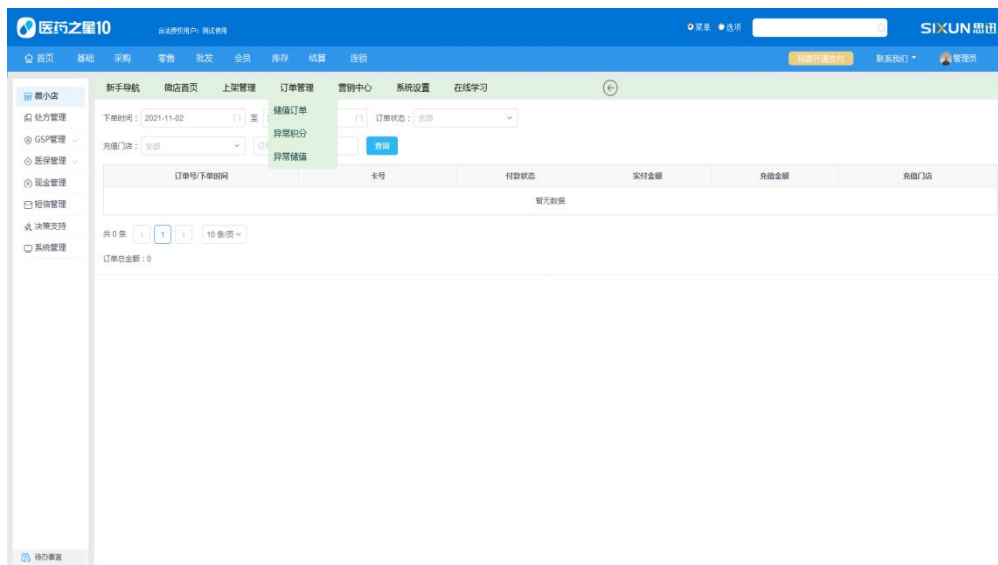 医药之星10 合法授权用户：测试使用 菜单 选项 SIXUN思迅
首页 基础 采购 零售 批发 会员 库存 结算 连锁 我要开通支付 联系我们 管理员
微小店
处方管理
GSP管理
医保管理
现金管理
短信管理
决策支持
系统管理
待办事宜
新手导航 微店首页 上架管理 订单管理 营销中心 系统设置 在线学习
储值订单
异常积分
异常储值
下单时间： 2021-11-02 至 订单状态： 全部
充值门店： 全部 查询
订单号/下单时间 卡号 付款状态 实付金额 充值金额 充值门店
暂无数据
共 0 条 < 1 > 10 条/页
订单总金额：0